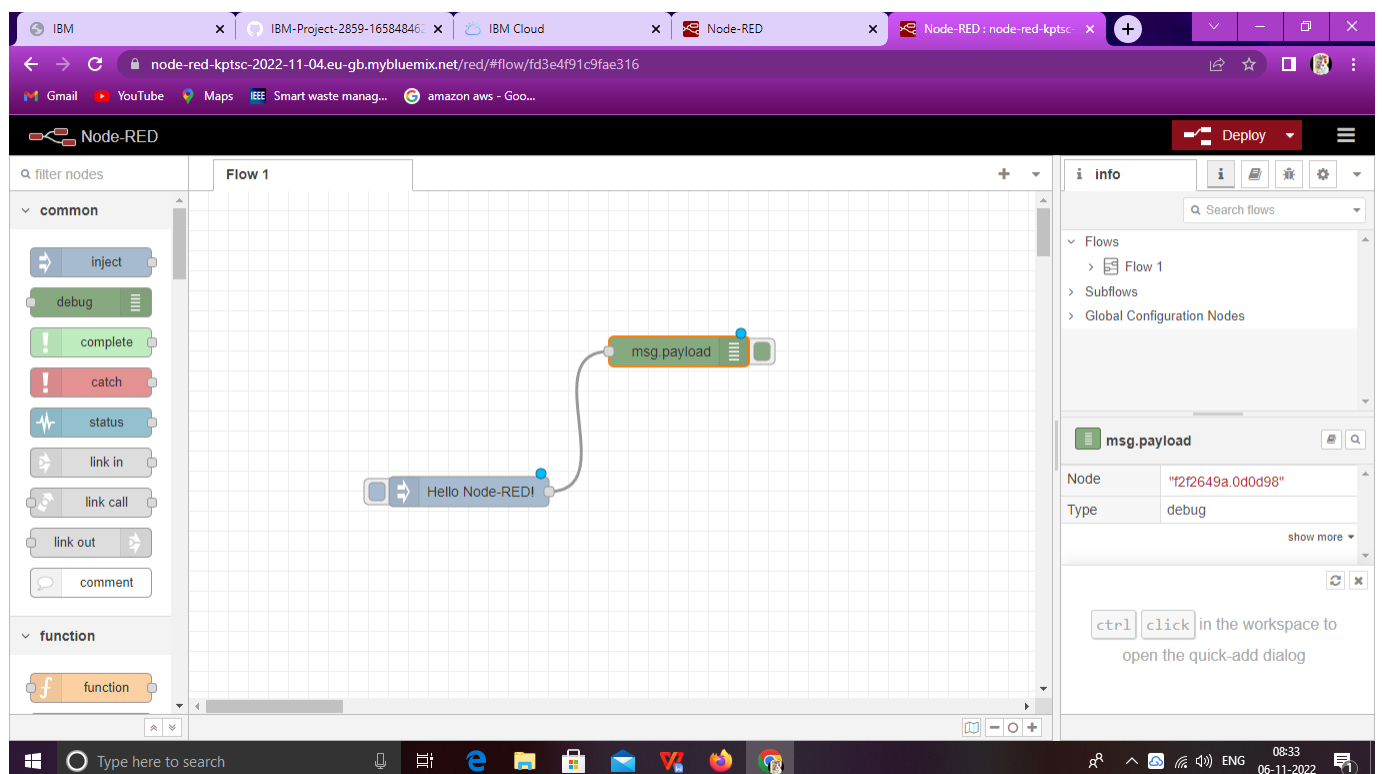 IBM
IBM-Project-2859-165848462
IBM Cloud
Node-RED
Node-RED : node-red-kptsc-
node-red-kptsc-2022-11-04.eu-gb.mybluemix.net/red/#flow/fd3e4f91c9fae316
Gmail YouTube Maps IEEE Smart waste manag... amazon aws - Goo...
Node-RED
Deploy
filter nodes
Flow 1
i info
i
common
Search flows
Flows
Flow 1
Subflows
Global Configuration Nodes
inject
debug
complete
catch
status
link in
link call
link out
comment
function
function
msg.payload
Hello Node-RED!
msg.payload
Node "f2f2649a.0d0d98"
Type debug
show more
ctrl click in the workspace to
open the quick-add dialog
Type here to search
ENG
08:33
06-11-2022
1